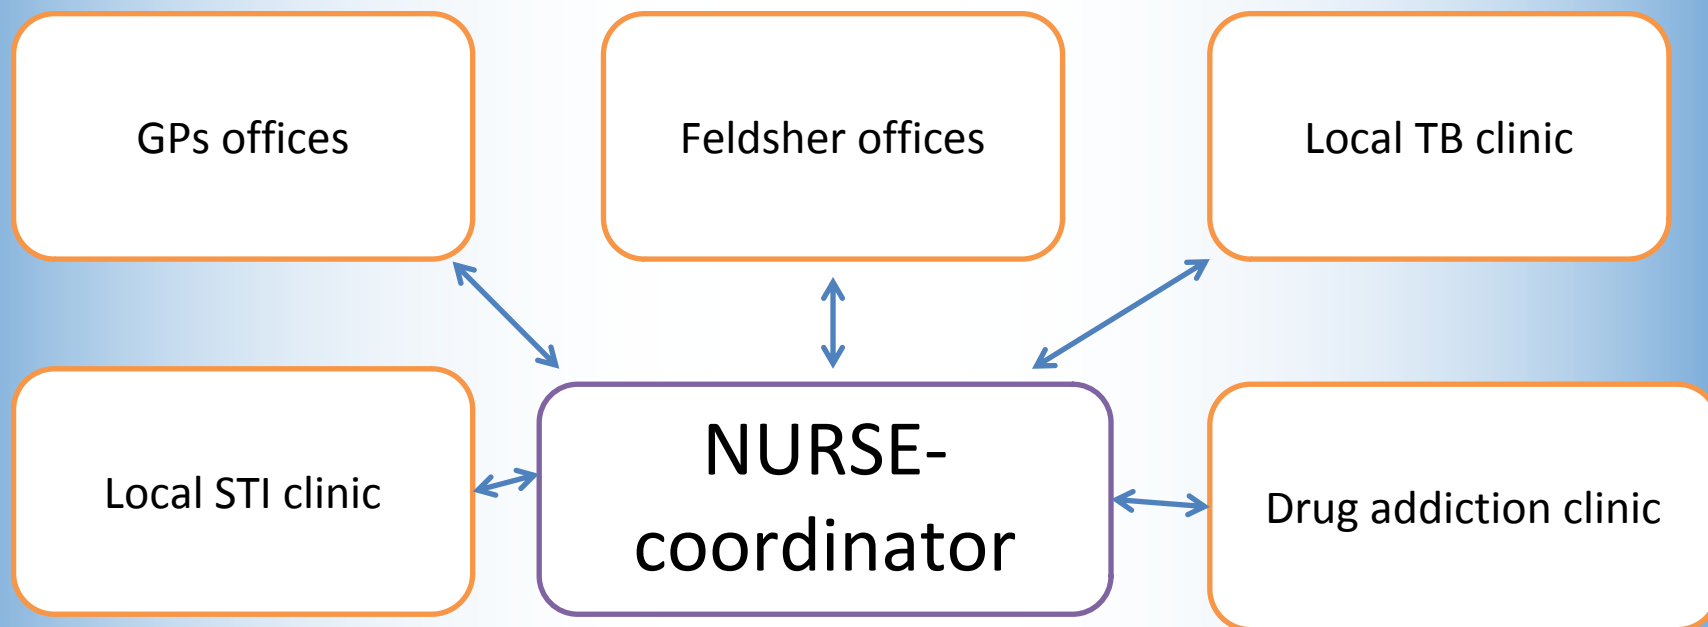 GPs offices
Feldsher offices
Local TB clinic
Local STI clinic
NURSE-
coordinator
Drug addiction clinic